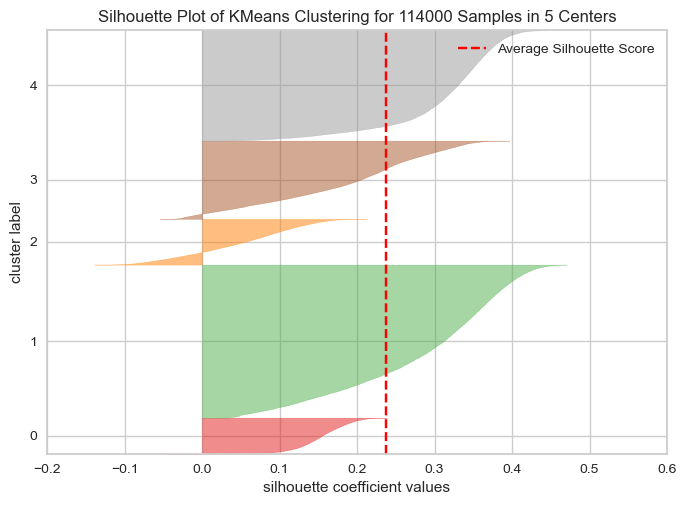 Silhouette Plot of KMeans Clustering for 114000 Samples in 5 Centers
Average Silhouette Score
cluster label
4
3
2
1
0
−0.2 −0.1 0.0 0.1 0.2 0.3 0.4 0.5 0.6
silhouette coefficient values